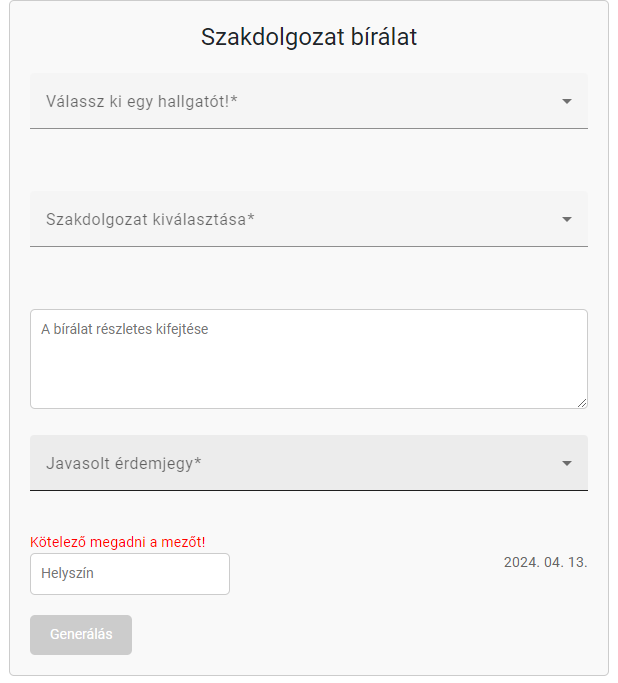 Szakdolgozat bírálat
Válassz ki egy hallgatót!*
Szakdolgozat kiválasztása*
A bírálat részletes kifejtése
Javasolt érdemjegy*
Kötelező megadni a mezőt!
Helyszín
2024. 04. 13.
Generálás